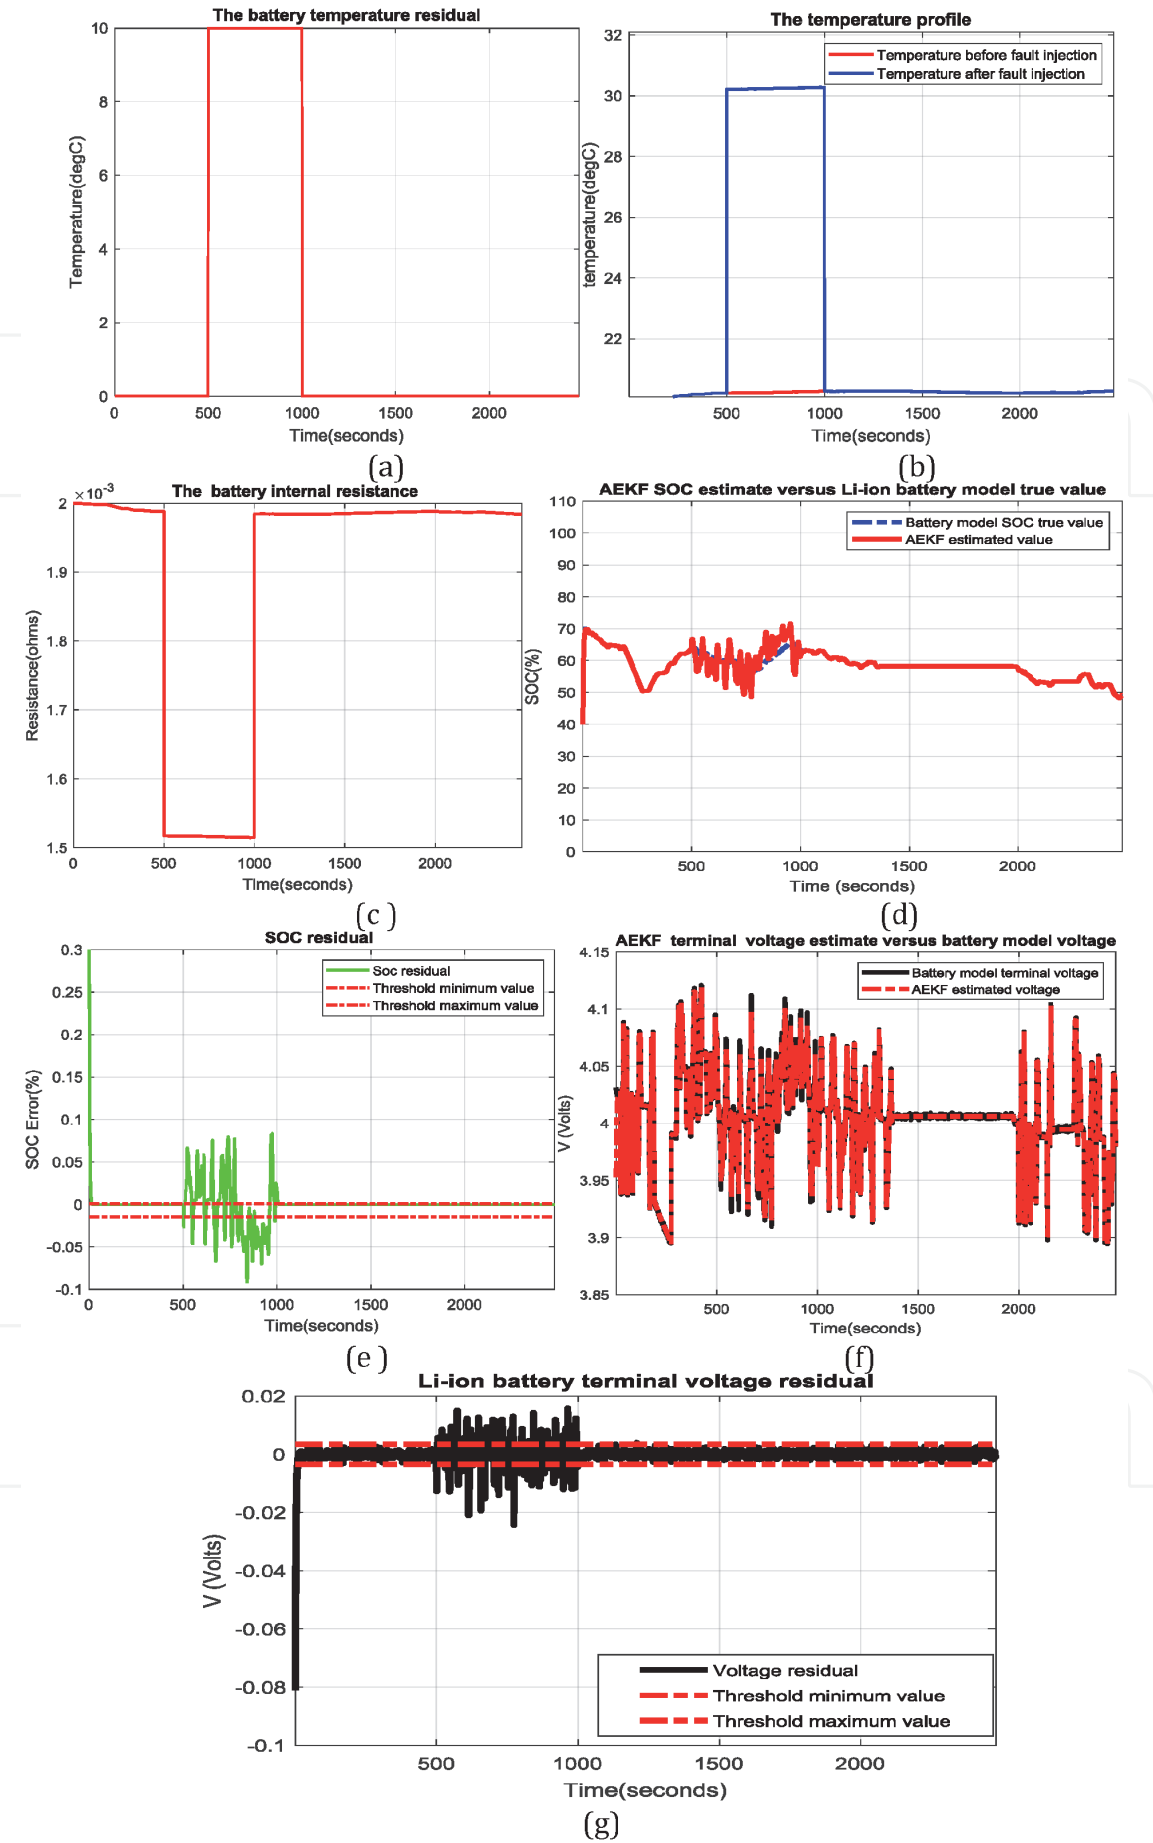 The battery temperature residual
10
8
6
4
2
0
Temperature(degC)
0 500 1000 1500 2000
Time(seconds)
(a)
The temperature profile
32
30
28
26
24
22
temperature(degC)
Temperature before fault injection
Temperature after fault injection
500 1000 1500 2000
Time(seconds)
(b)
The battery internal resistance
×10-3
2
1.9
1.8
1.7
1.6
1.5
Resistance(ohms)
0 500 1000 1500 2000
Time(seconds)
(c )
AEKF SOC estimate versus Li-ion battery model true value
110
100
90
80
70
60
50
40
30
20
10
0
SOC(%)
Battery model SOC true value
AEKF estimated value
500 1000 1500 2000
Time (seconds)
(d)
SOC residual
0.3
0.25
0.2
0.15
0.1
0.05
0
-0.05
-0.1
SOC Error(%)
Soc residual
Threshold minimum value
Threshold maximum value
0 500 1000 1500 2000
Time(seconds)
(e )
AEKF terminal voltage estimate versus battery model voltage
4.15
4.1
4.05
4
3.95
3.9
3.85
V (Volts)
Battery model terminal voltage
AEKF estimated voltage
500 1000 1500 2000
Time(seconds)
(f)
Li-ion battery terminal voltage residual
0.02
0
-0.02
-0.04
-0.06
-0.08
-0.1
V (Volts)
Voltage residual
Threshold minimum value
Threshold maximum value
500 1000 1500 2000
Time(seconds)
(g)